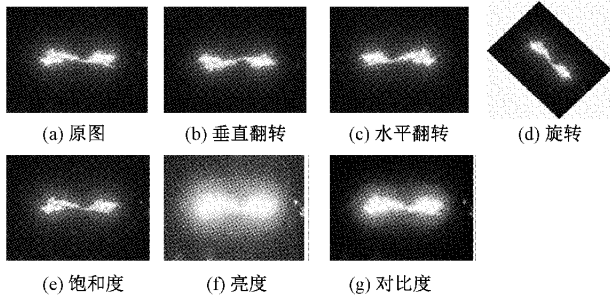 (a) 原图
(b) 垂直翻转
(c) 水平翻转
(d) 旋转
(e) 饱和度
(f) 亮度
(g) 对比度